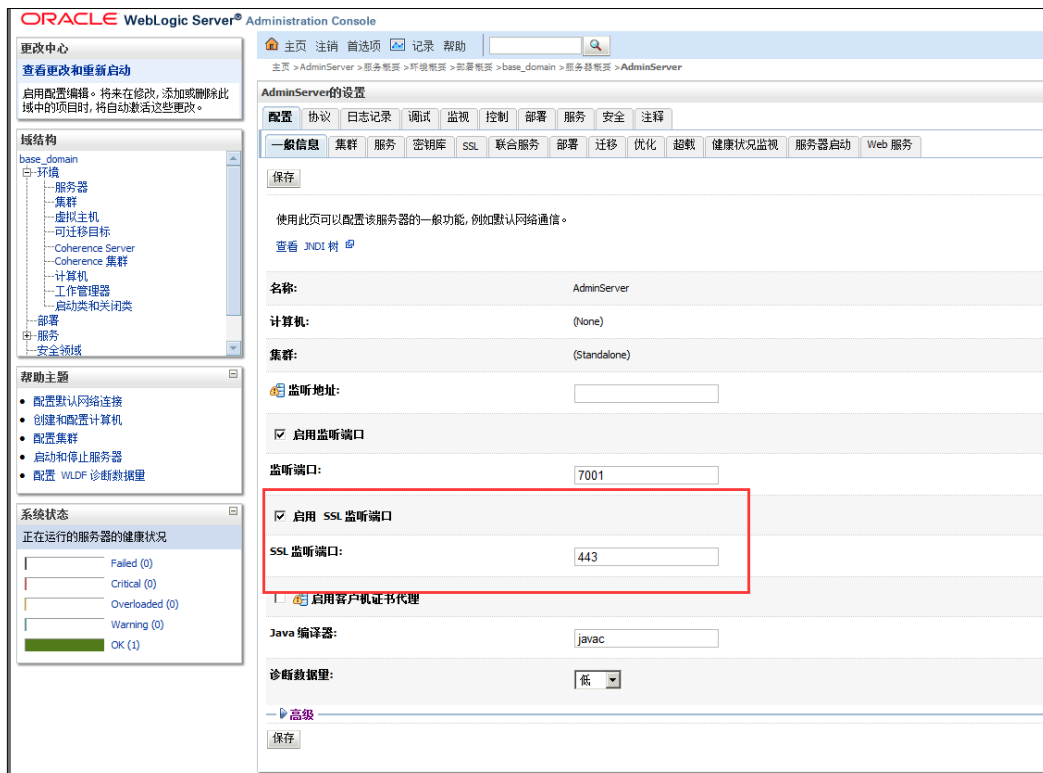 ORACLE WebLogic Server® Administration Console
更改中心
查看更改和重新启动
启用配置编辑。将来在修改, 添加或删除此
域中的项目时, 将自动激活这些更改。
域结构
base_domain
环境
服务器
集群
虚拟主机
可迁移目标
Coherence Server
Coherence 集群
计算机
工作管理器
启动类和关闭类
部署
服务
安全领域
帮助主题
配置默认网络连接
创建和配置计算机
配置集群
启动和停止服务器
配置 WLDF 诊断数据量
系统状态
正在运行的服务器的健康状况
Failed (0)
Critical (0)
Overloaded (0)
Warning (0)
OK (1)
主页 注销 首选项 记录 帮助
主页 >AdminServer >服务概要 >环境概要 >部署概要 >base_domain >服务器概要 >AdminServer
AdminServer的设置
配置 协议 日志记录 调试 监视 控制 部署 服务 安全 注释
一般信息 集群 服务 密钥库 SSL 联合服务 部署 迁移 优化 超载 健康状况监视 服务器启动 Web 服务
保存
使用此页可以配置该服务器的一般功能, 例如默认网络通信。
查看 JNDI 树
名称: AdminServer
计算机: (None)
集群: (Standalone)
监听地址:
启用监听端口
监听端口: 7001
启用 SSL 监听端口
SSL 监听端口: 443
启用客户机证书代理
Java 编译器: javac
诊断数据量: 低
高级
保存